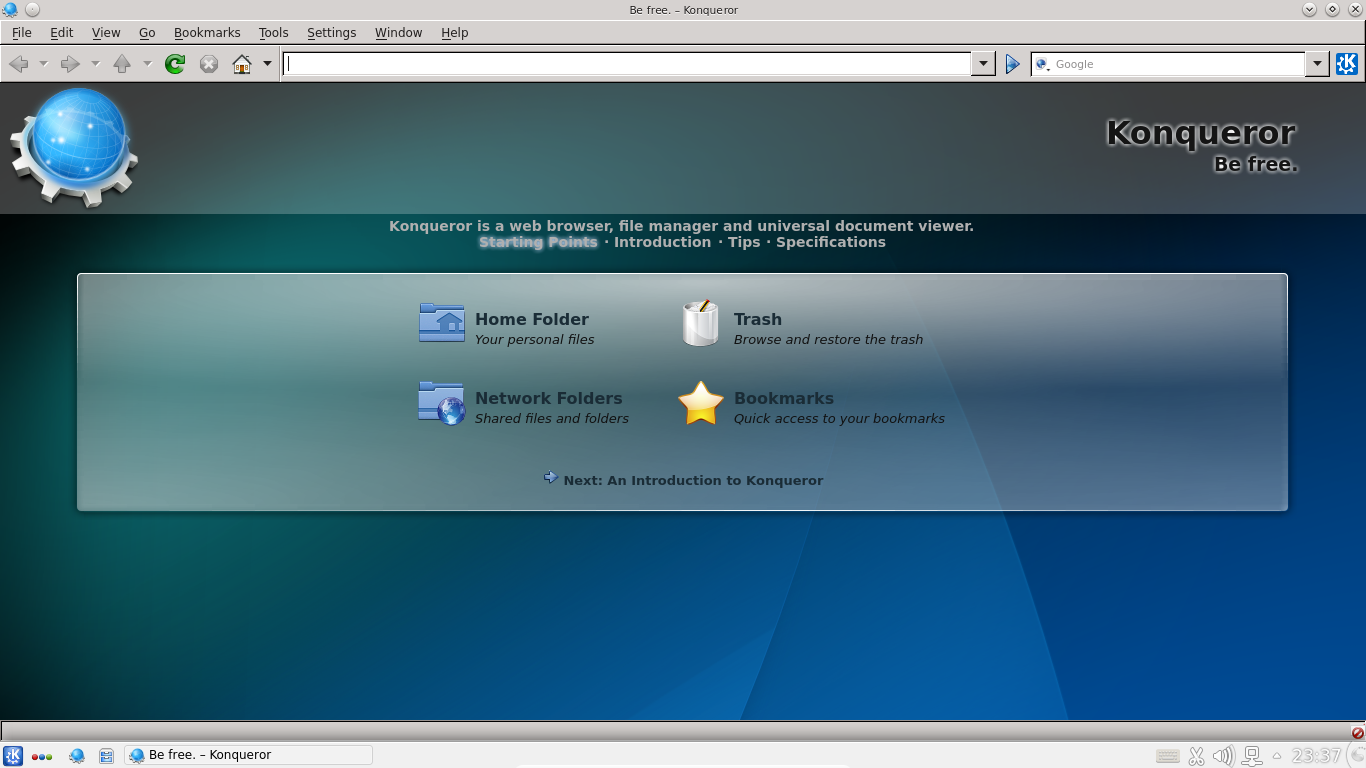 Be free. – Konqueror
File Edit View Go Bookmarks Tools Settings Window Help
Google
Konqueror
Be free.
Konqueror is a web browser, file manager and universal document viewer.
Starting Points · Introduction · Tips · Specifications
Home Folder
Your personal files
Trash
Browse and restore the trash
Network Folders
Shared files and folders
Bookmarks
Quick access to your bookmarks
Next: An Introduction to Konqueror
Be free. – Konqueror
23:37